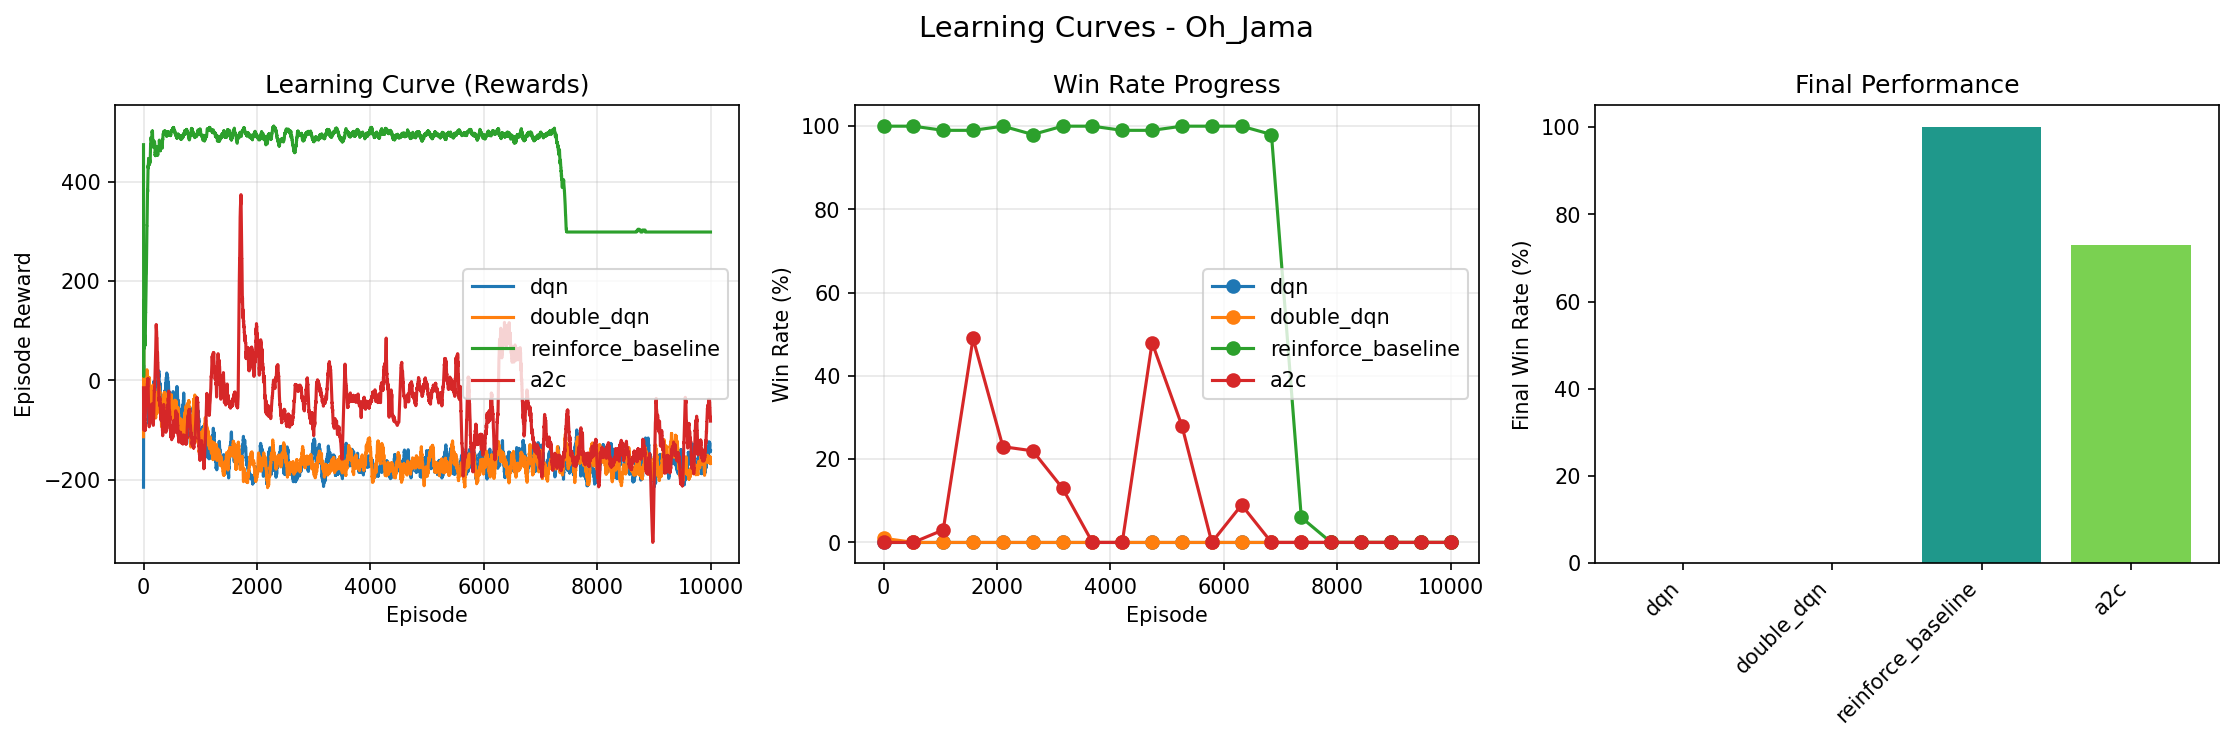 Learning Curves - Oh_Jama
Learning Curve (Rewards)
Episode Reward
400
200
0
−200
0
2000
4000
6000
8000
10000
Episode
dqn
double_dqn
reinforce_baseline
a2c
Win Rate Progress
Win Rate (%)
100
80
60
40
20
0
0
2000
4000
6000
8000
10000
Episode
dqn
double_dqn
reinforce_baseline
a2c
Final Performance
Final Win Rate (%)
100
80
60
40
20
0
dqn
double_dqn
reinforce_baseline
a2c